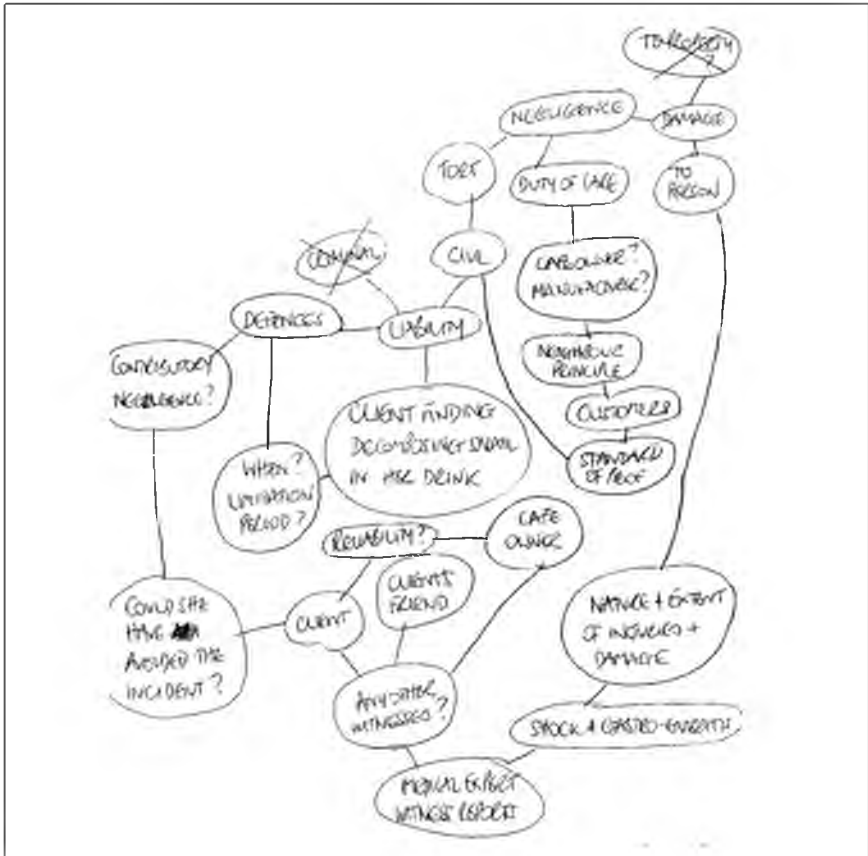 TO PROPERTY
?
NEGLIGENCE
DAMAGE
TORT
DUTY OF CARE
TO
PERSON
CRIMINAL
CIVIL
CAFE OWNER?
MANUFACTURER?
DEFENCES
LIABILITY
NEIGHBOUR
PRINCIPLE
CONTRIBUTORY
NEGLIGENCE?
CUSTOMERS
CLIENT FINDING
DECOMPOSING SNAIL
IN HER DRINK
STANDARD
OF PROOF
WHEN?
LIMITATION
PERIOD?
RELIABILITY?
CAFE
OWNER
CLIENT'S
FRIEND
COULD SHE
HAVE
AVOIDED THE
INCIDENT?
CLIENT
NATURE + EXTENT
OF INJURIES +
DAMAGE
ANY OTHER
WITNESSES?
SHOCK + GASTRO-ENTERITIS
MEDICAL EXPERT
WITNESS REPORT